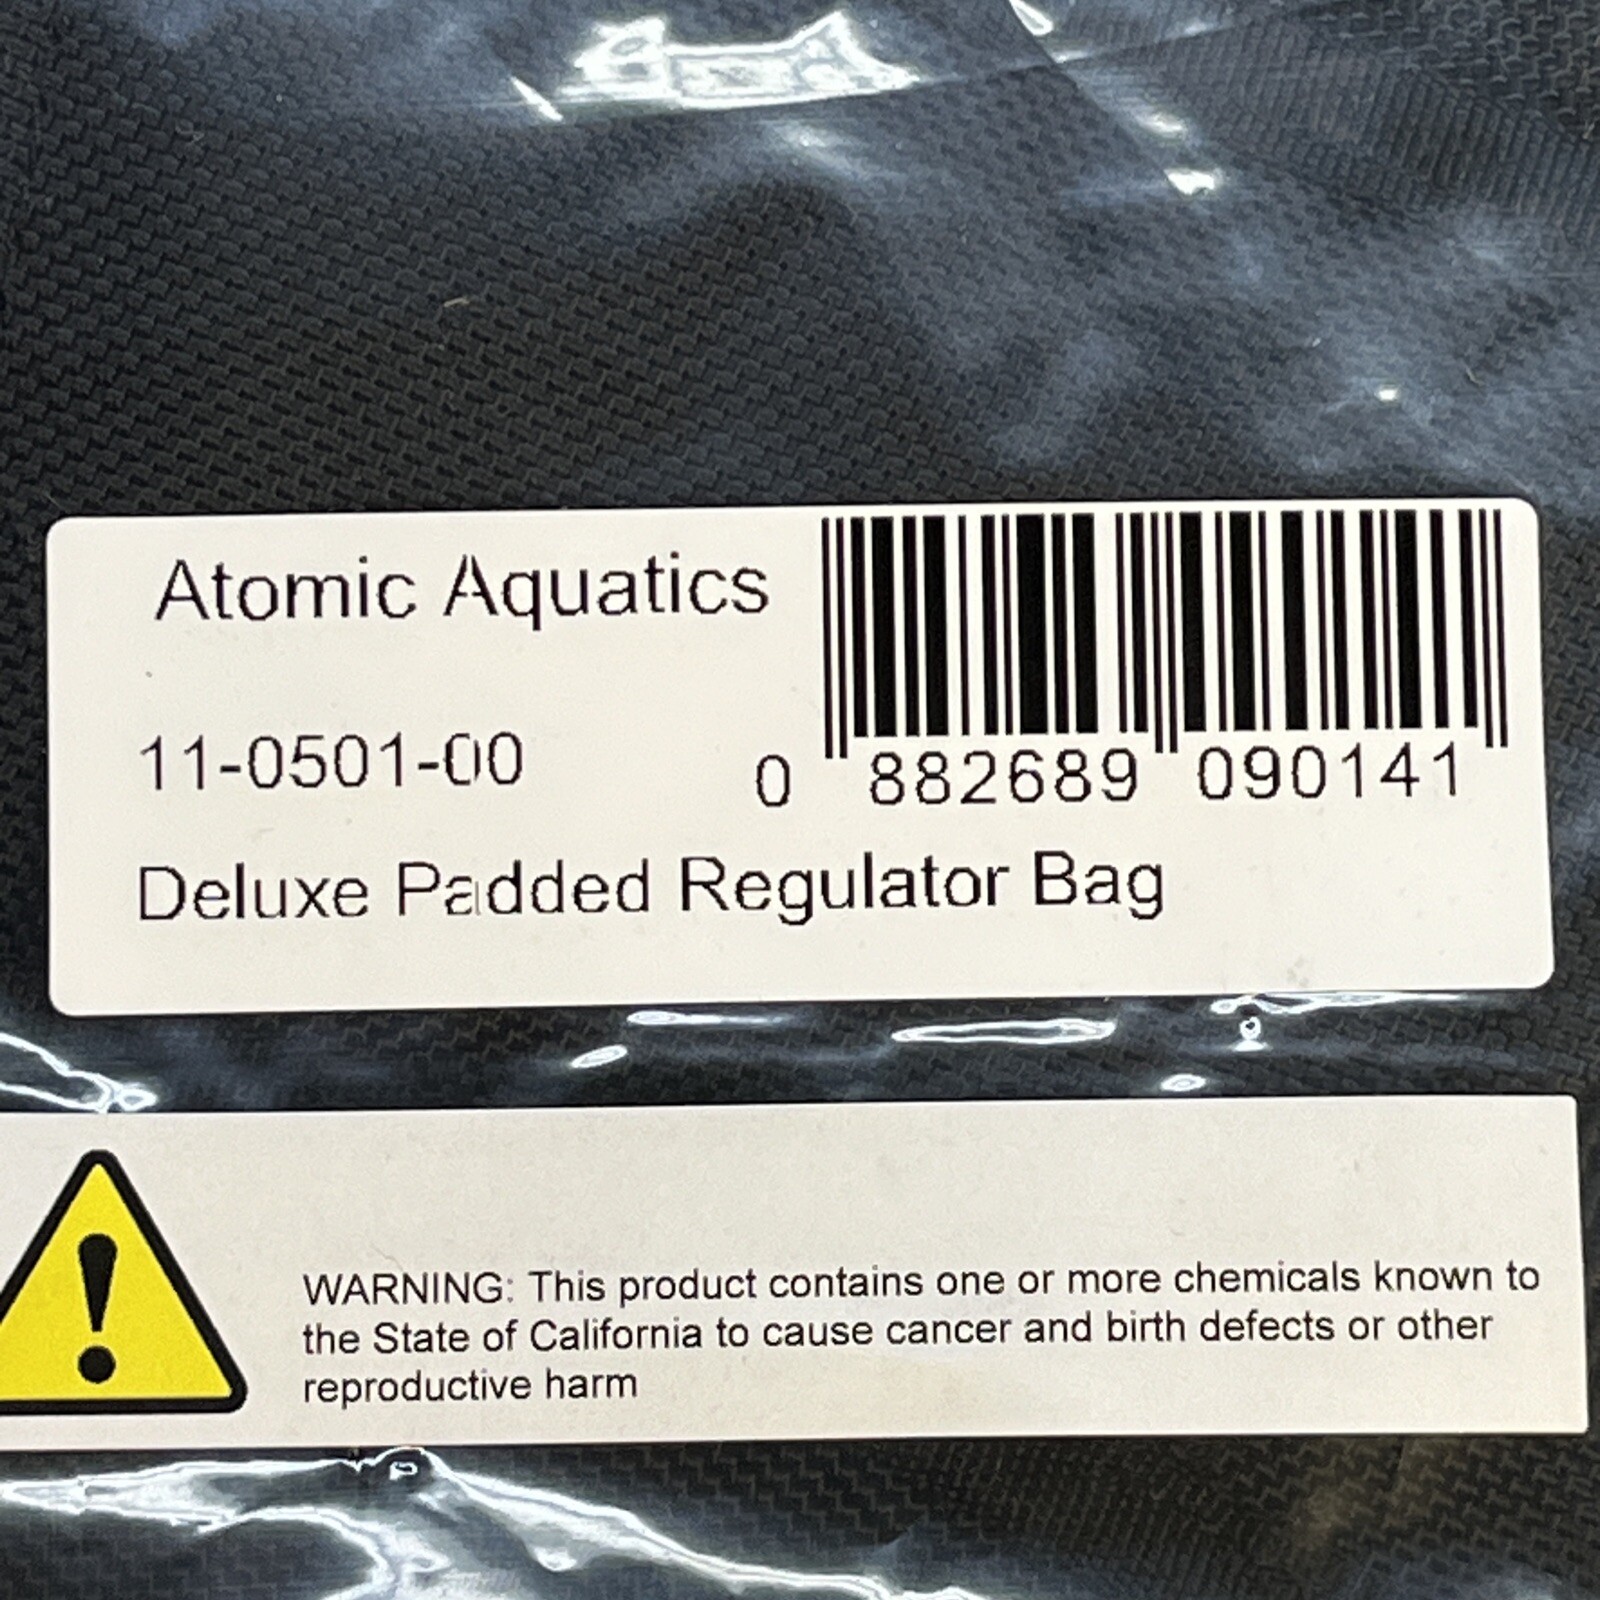 Atomic Aquatics
11-0501-00
0 882689 090141
Deluxe Padded Regulator Bag
WARNING: This product contains one or more chemicals known to
the State of California to cause cancer and birth defects or other
reproductive harm